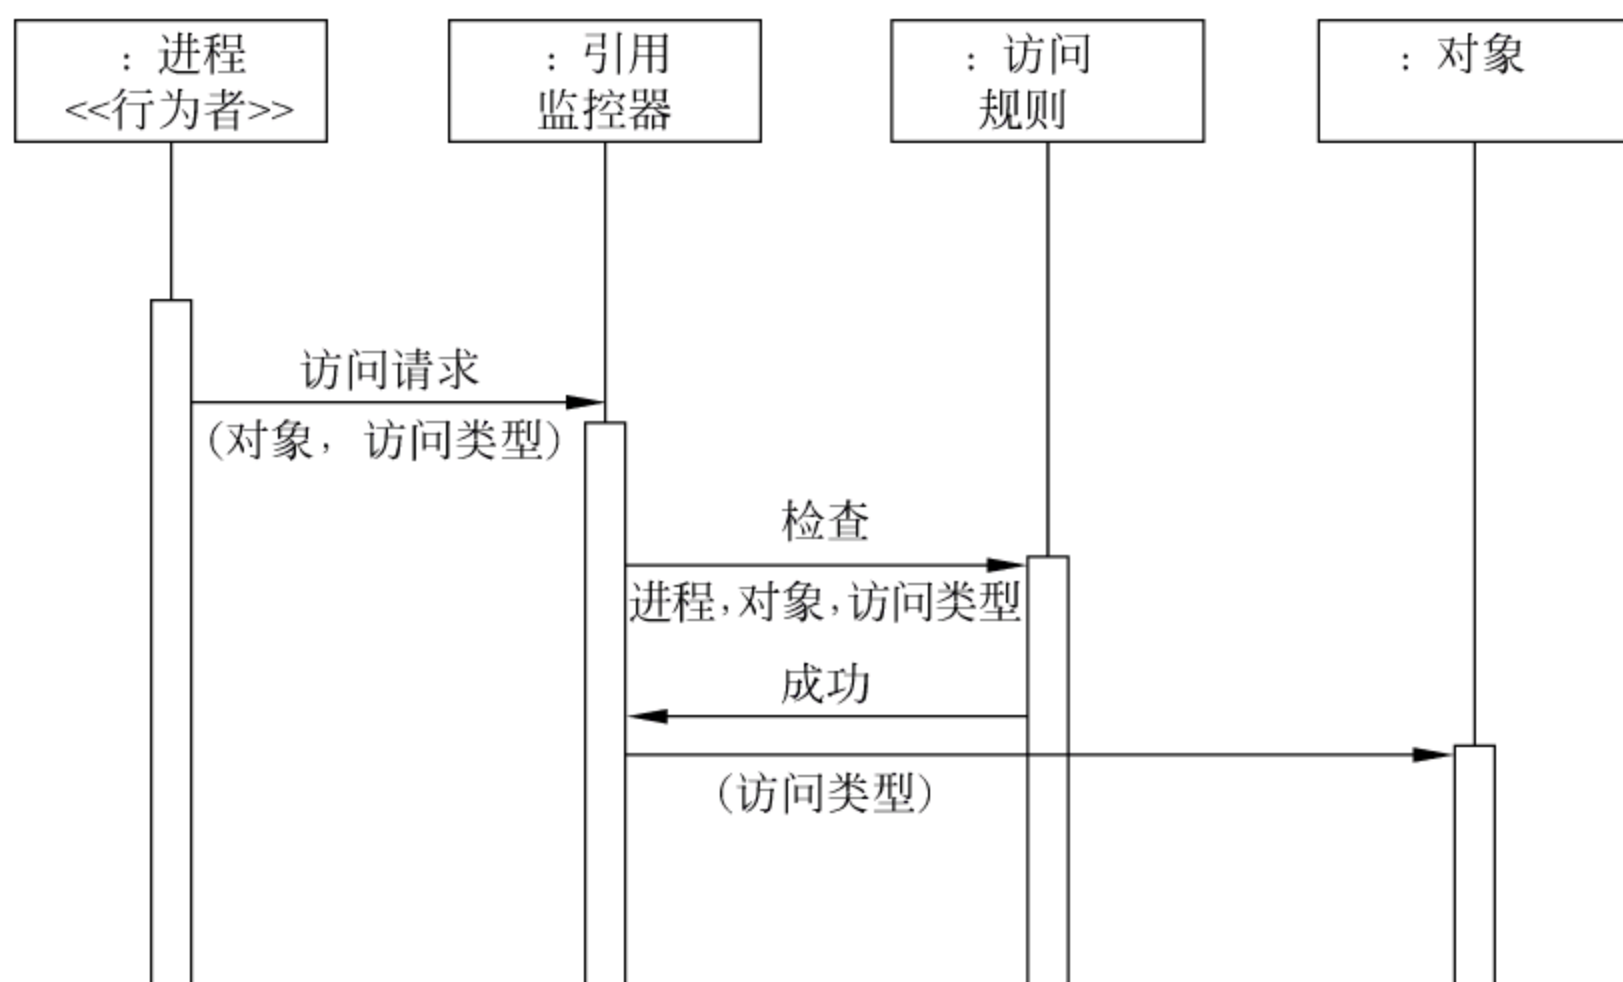 ：进程
<<行为者>>
：引用
监控器
：访问
规则
：对象
访问请求
(对象，访问类型)
检查
进程,对象,访问类型
成功
(访问类型)